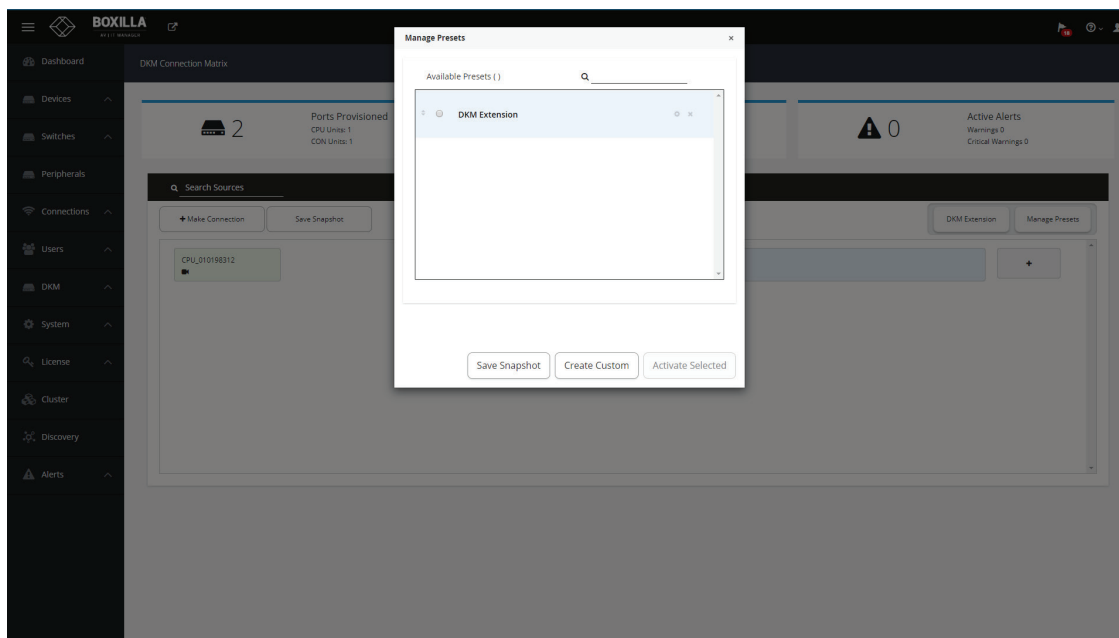 BOXILLA
Manage Presets
×
16
Dashboard
DKM Connection Matrix
Available Presets ( )
Devices
DKM Extension
2
Ports Provisioned
CPU Units: 1
CON Units: 1
0
Active Alerts
Warnings 0
Critical Warnings 0
Switches
Peripherals
Search Sources
Connections
+ Make Connection
Save Snapshot
DKM Extension
Manage Presets
Users
CPU_010198312
+
DKM
System
License
Save Snapshot
Create Custom
Activate Selected
Cluster
Discovery
Alerts